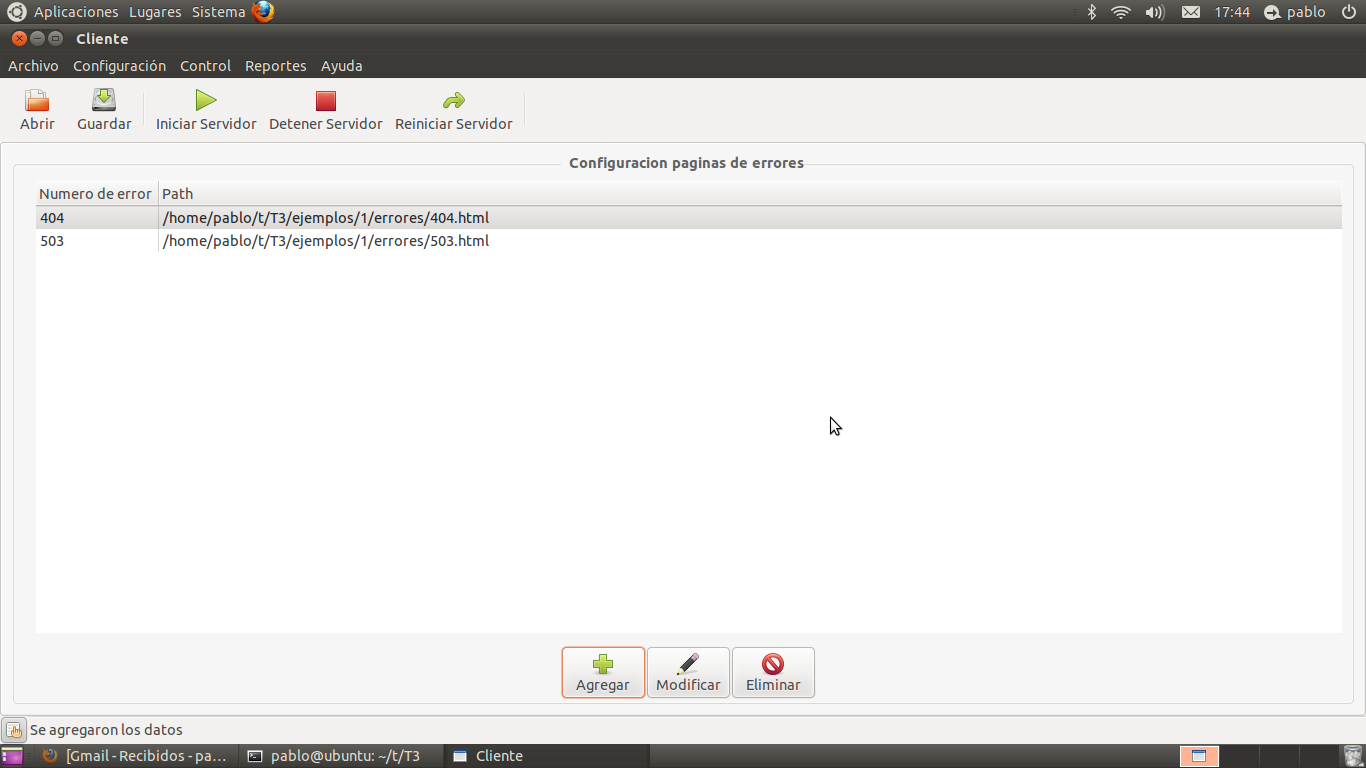 Aplicaciones Lugares Sistema 17:44 pablo
Cliente
Archivo Configuración Control Reportes Ayuda
Abrir Guardar Iniciar Servidor Detener Servidor Reiniciar Servidor
Configuracion paginas de errores
Numero de error Path
404 /home/pablo/t/T3/ejemplos/1/errores/404.html
503 /home/pablo/t/T3/ejemplos/1/errores/503.html
Agregar Modificar Eliminar
Se agregaron los datos
[Gmail - Recibidos - pa... pablo@ubuntu: ~/t/T3 Cliente